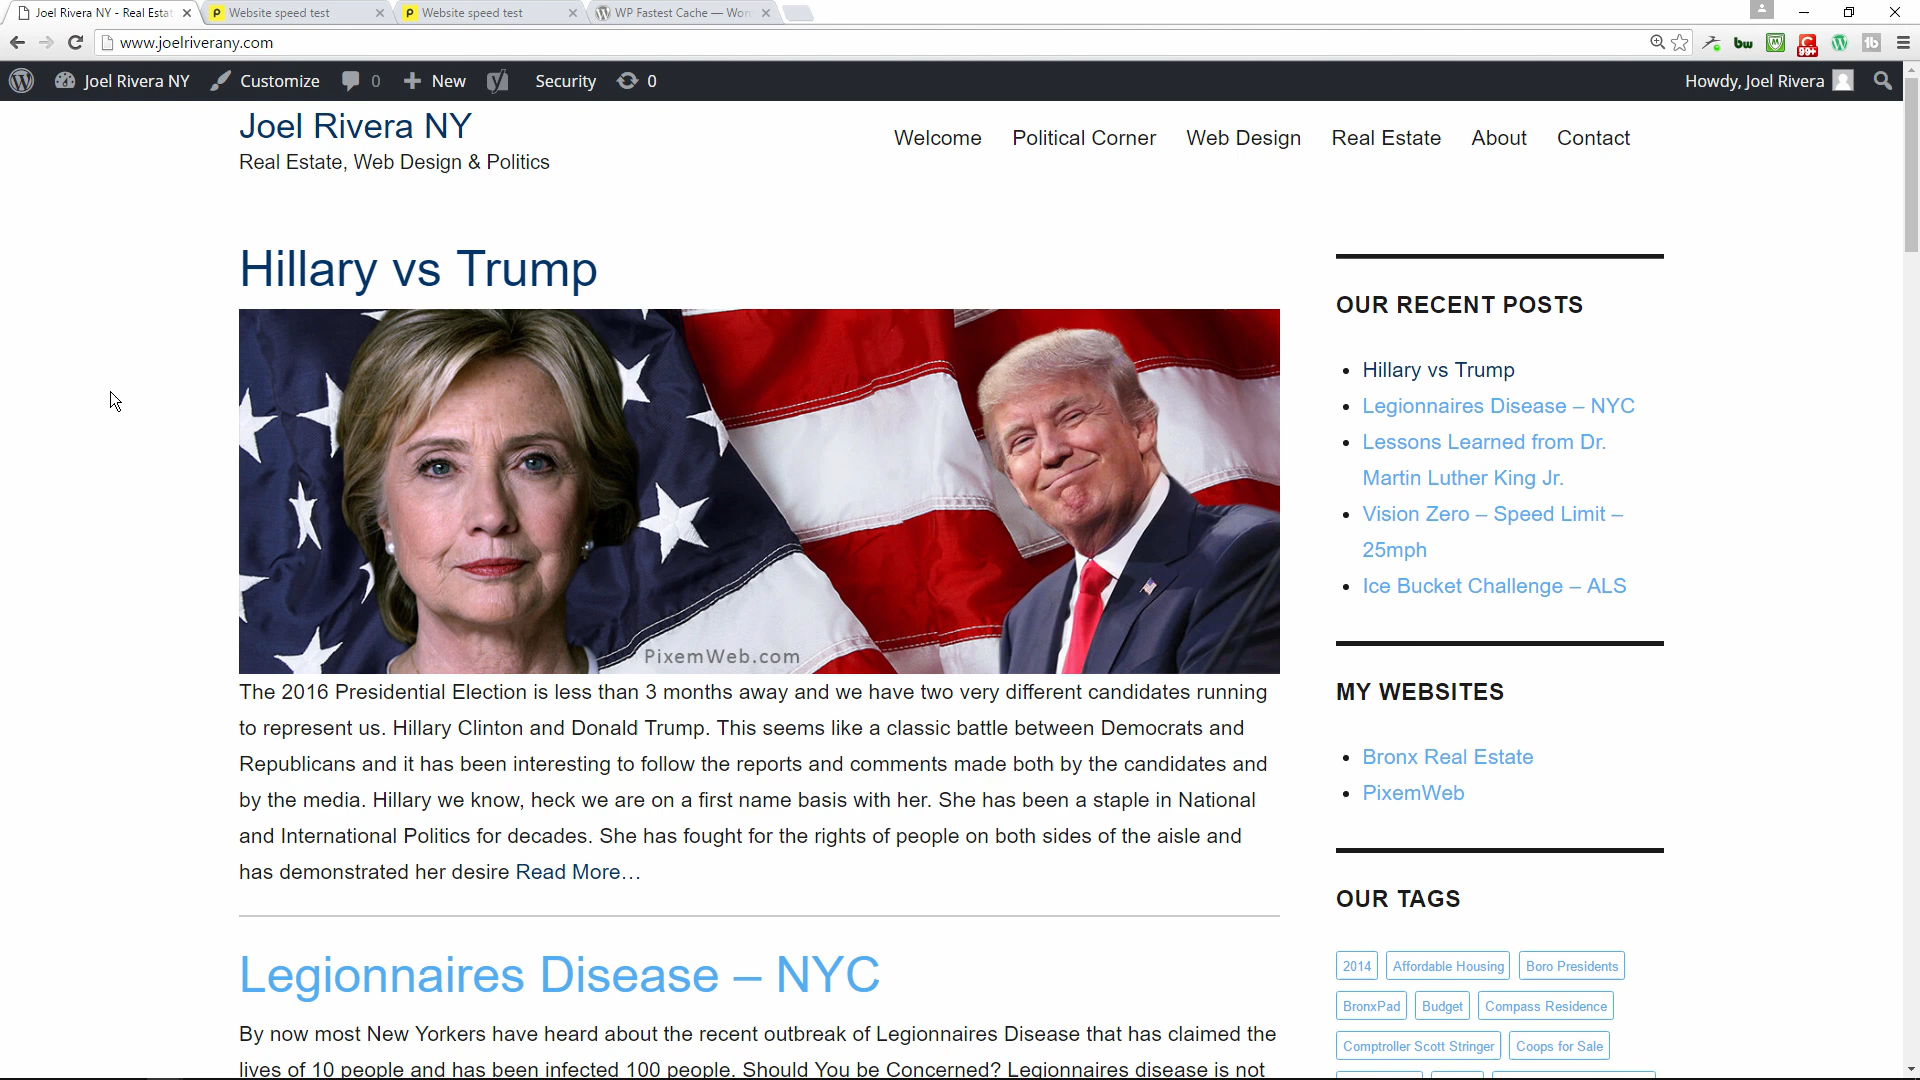 Joel Rivera NY - Real Estat
Website speed test
Website speed test
WP Fastest Cache — Wor
www.joelriverany.com
bw
99+
Joel Rivera NY
Customize
0
New
Security
0
Howdy, Joel Rivera
Joel Rivera NY
Real Estate, Web Design & Politics
Welcome
Political Corner
Web Design
Real Estate
About
Contact
Hillary vs Trump
PixemWeb.com
The 2016 Presidential Election is less than 3 months away and we have two very different candidates running
to represent us. Hillary Clinton and Donald Trump. This seems like a classic battle between Democrats and
Republicans and it has been interesting to follow the reports and comments made both by the candidates and
by the media. Hillary we know, heck we are on a first name basis with her. She has been a staple in National
and International Politics for decades. She has fought for the rights of people on both sides of the aisle and
has demonstrated her desire Read More…
Legionnaires Disease – NYC
By now most New Yorkers have heard about the recent outbreak of Legionnaires Disease that has claimed the
lives of 10 people and has been infected 100 people. Should You be Concerned? Legionnaires disease is not
OUR RECENT POSTS
Hillary vs Trump
Legionnaires Disease – NYC
Lessons Learned from Dr.
Martin Luther King Jr.
Vision Zero – Speed Limit –
25mph
Ice Bucket Challenge – ALS
MY WEBSITES
Bronx Real Estate
PixemWeb
OUR TAGS
2014
Affordable Housing
Boro Presidents
BronxPad
Budget
Compass Residence
Comptroller Scott Stringer
Coops for Sale